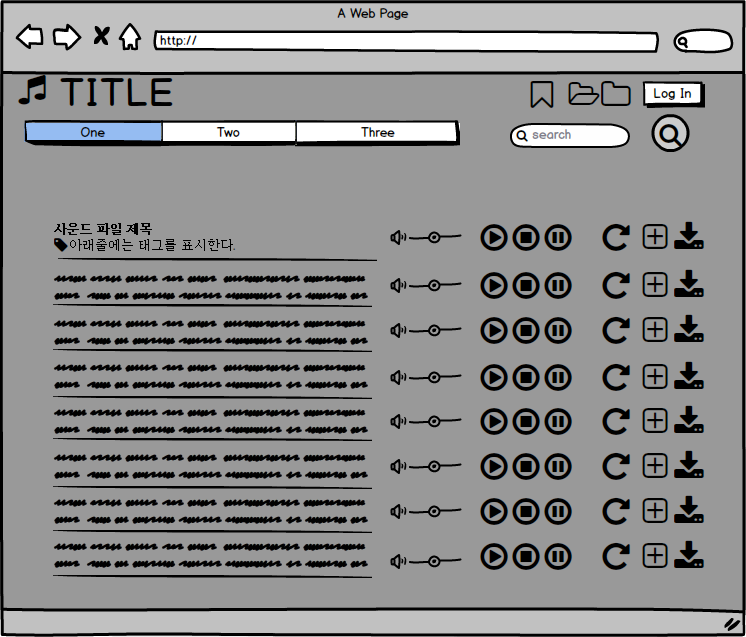 A Web Page
http://
TITLE
Log In
One Two Three
search
사운드 파일 제목
아래줄에는 태그를 표시한다.